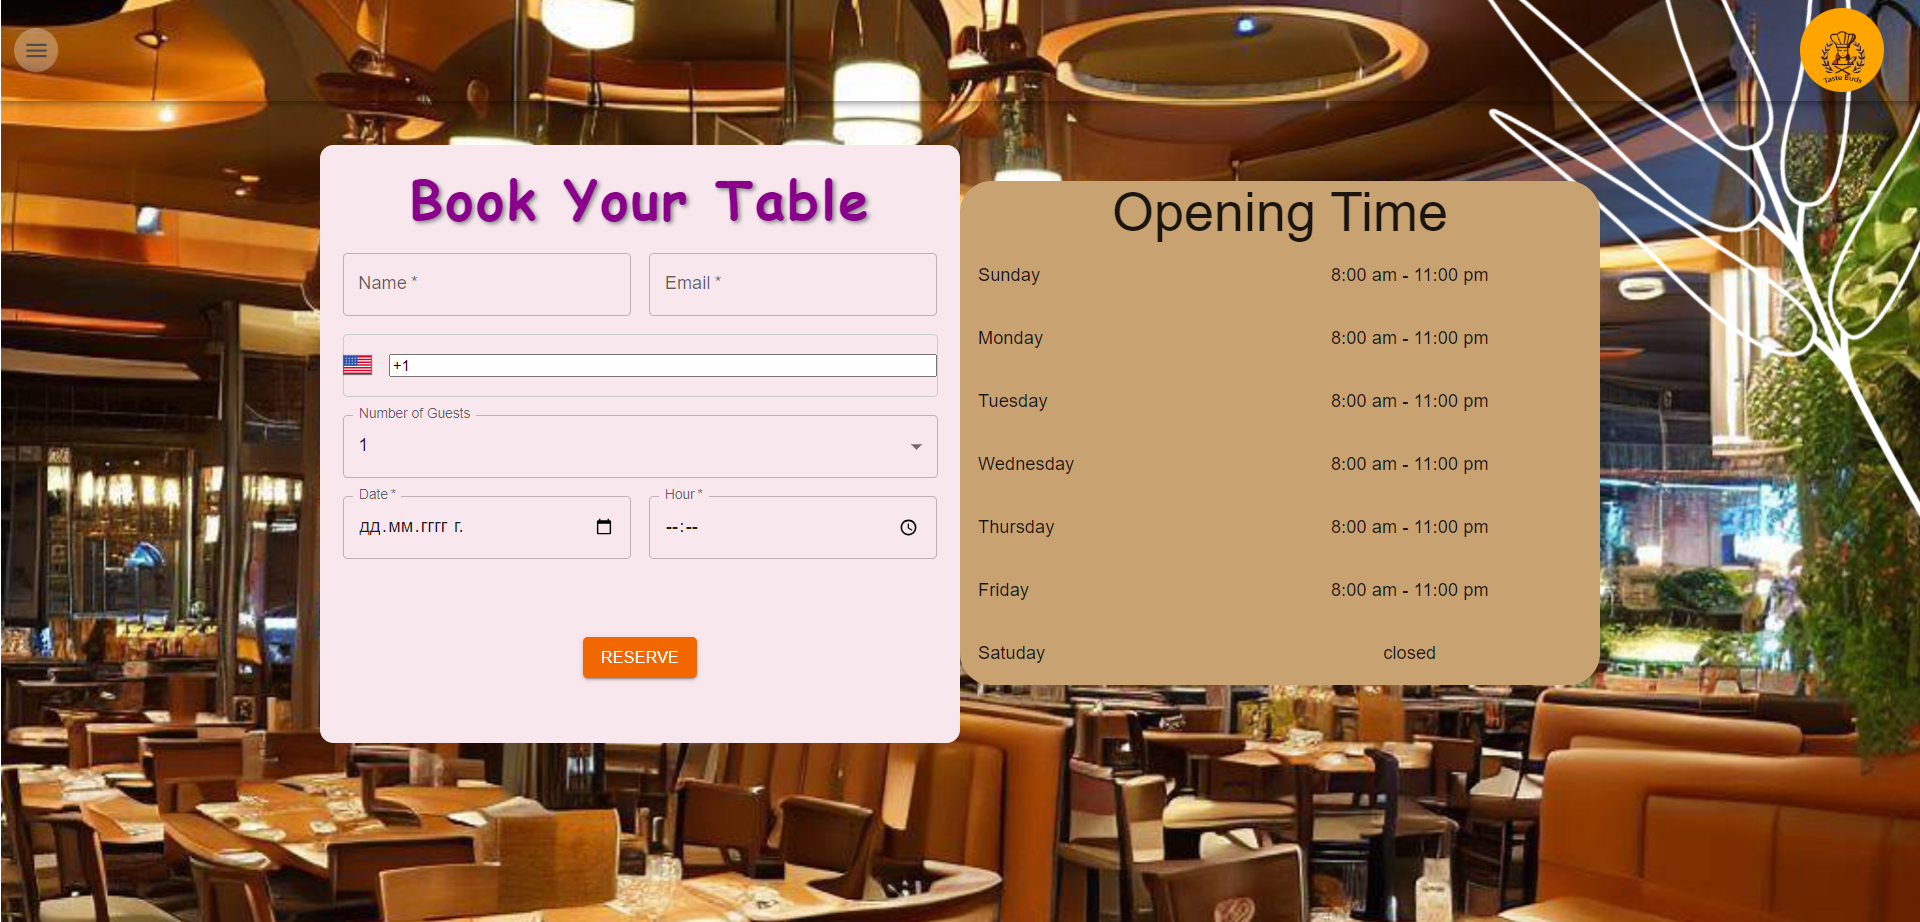 Taste Buds
Book Your Table
Name *
Email *
+1
Number of Guests
1
Date *
Hour *
дд.мм.гггг г.
--:--
RESERVE
Opening Time
Sunday 8:00 am - 11:00 pm
Monday 8:00 am - 11:00 pm
Tuesday 8:00 am - 11:00 pm
Wednesday 8:00 am - 11:00 pm
Thursday 8:00 am - 11:00 pm
Friday 8:00 am - 11:00 pm
Satuday closed